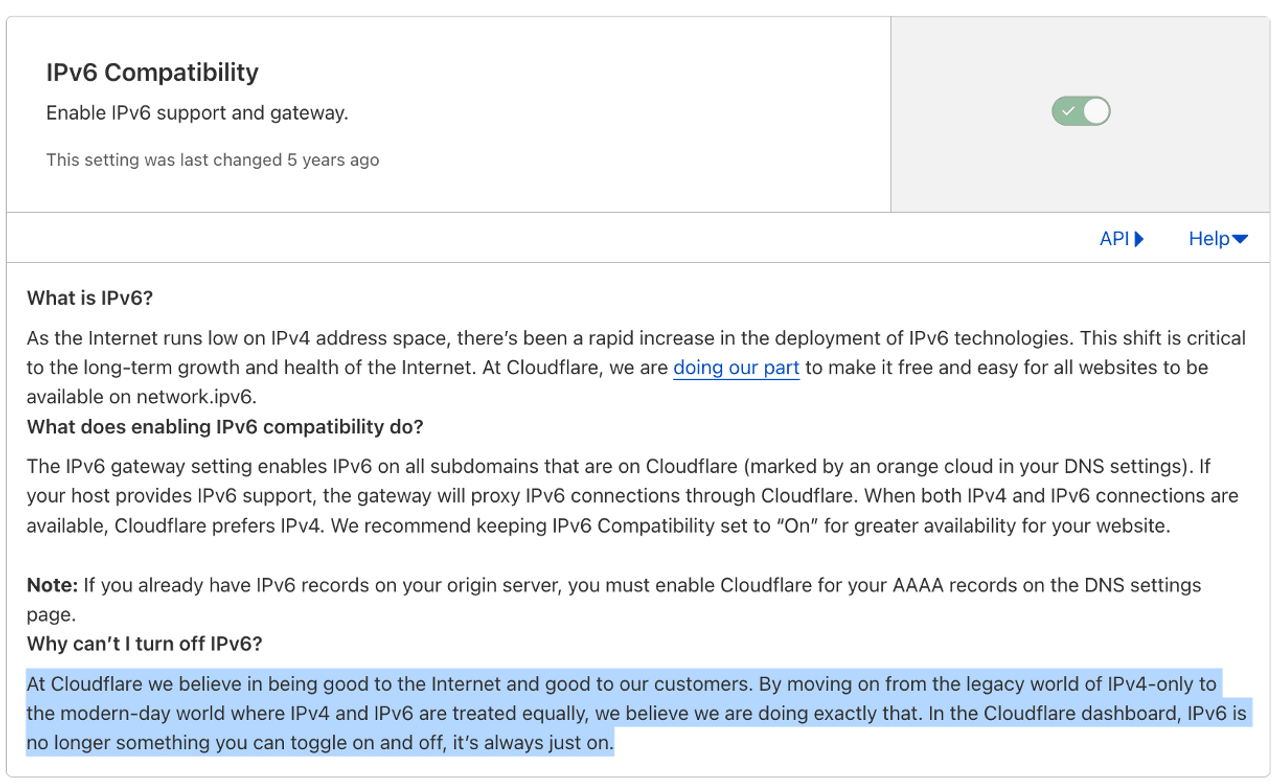 IPv6 Compatibility
Enable IPv6 support and gateway.
This setting was last changed 5 years ago
API
Help
What is IPv6?
As the Internet runs low on IPv4 address space, there’s been a rapid increase in the deployment of IPv6 technologies. This shift is critical
to the long-term growth and health of the Internet. At Cloudflare, we are doing our part to make it free and easy for all websites to be
available on network.ipv6.
What does enabling IPv6 compatibility do?
The IPv6 gateway setting enables IPv6 on all subdomains that are on Cloudflare (marked by an orange cloud in your DNS settings). If
your host provides IPv6 support, the gateway will proxy IPv6 connections through Cloudflare. When both IPv4 and IPv6 connections are
available, Cloudflare prefers IPv4. We recommend keeping IPv6 Compatibility set to “On” for greater availability for your website.
Note: If you already have IPv6 records on your origin server, you must enable Cloudflare for your AAAA records on the DNS settings
page.
Why can’t I turn off IPv6?
At Cloudflare we believe in being good to the Internet and good to our customers. By moving on from the legacy world of IPv4-only to
the modern-day world where IPv4 and IPv6 are treated equally, we believe we are doing exactly that. In the Cloudflare dashboard, IPv6 is
no longer something you can toggle on and off, it’s always just on.